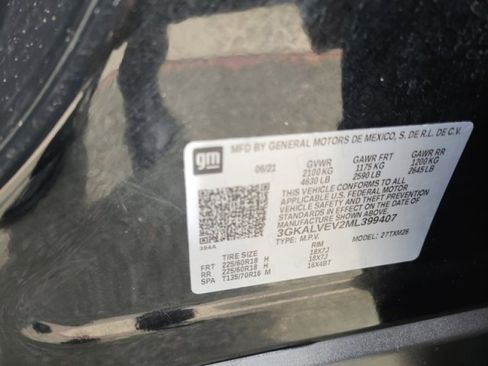 gm
MFD BY GENERAL MOTORS DE MEXICO, S. DE R.L. DE C.V.
06/21 GVWR GAWR FRT GAWR RR
2100 KG 1175 KG 1200 KG
4630 LB 2590 LB 2645 LB
THIS VEHICLE CONFORMS TO ALL
APPLICABLE U.S. FEDERAL MOTOR
VEHICLE SAFETY AND THEFT
PREVENTION STANDARDS IN EFFECT ON
THE DATE OF MANUFACTURE SHOWN ABOVE.
3GKALVEV2ML399407
394A
TYPE: M.P.V. MODEL: 27TXM26
TIRE SIZE RIM
FRT 225/60R18 H 18X7J
RR 225/60R18 H 18X7J
SPA T135/70R16 M 16X4BT